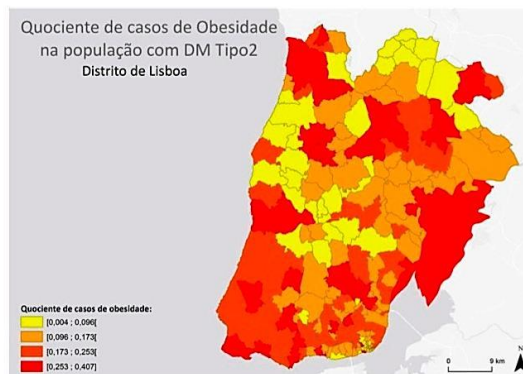 Quociente de casos de Obesidade
na população com DM Tipo2
Distrito de Lisboa
Quociente de casos de obesidade:
[0,004 ; 0,096[
[0,096 ; 0,173[
[0,173 ; 0,253[
[0,253 ; 0,407]
0 9 km
N